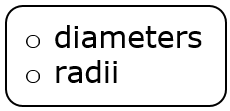 ○ diameters
○ radii